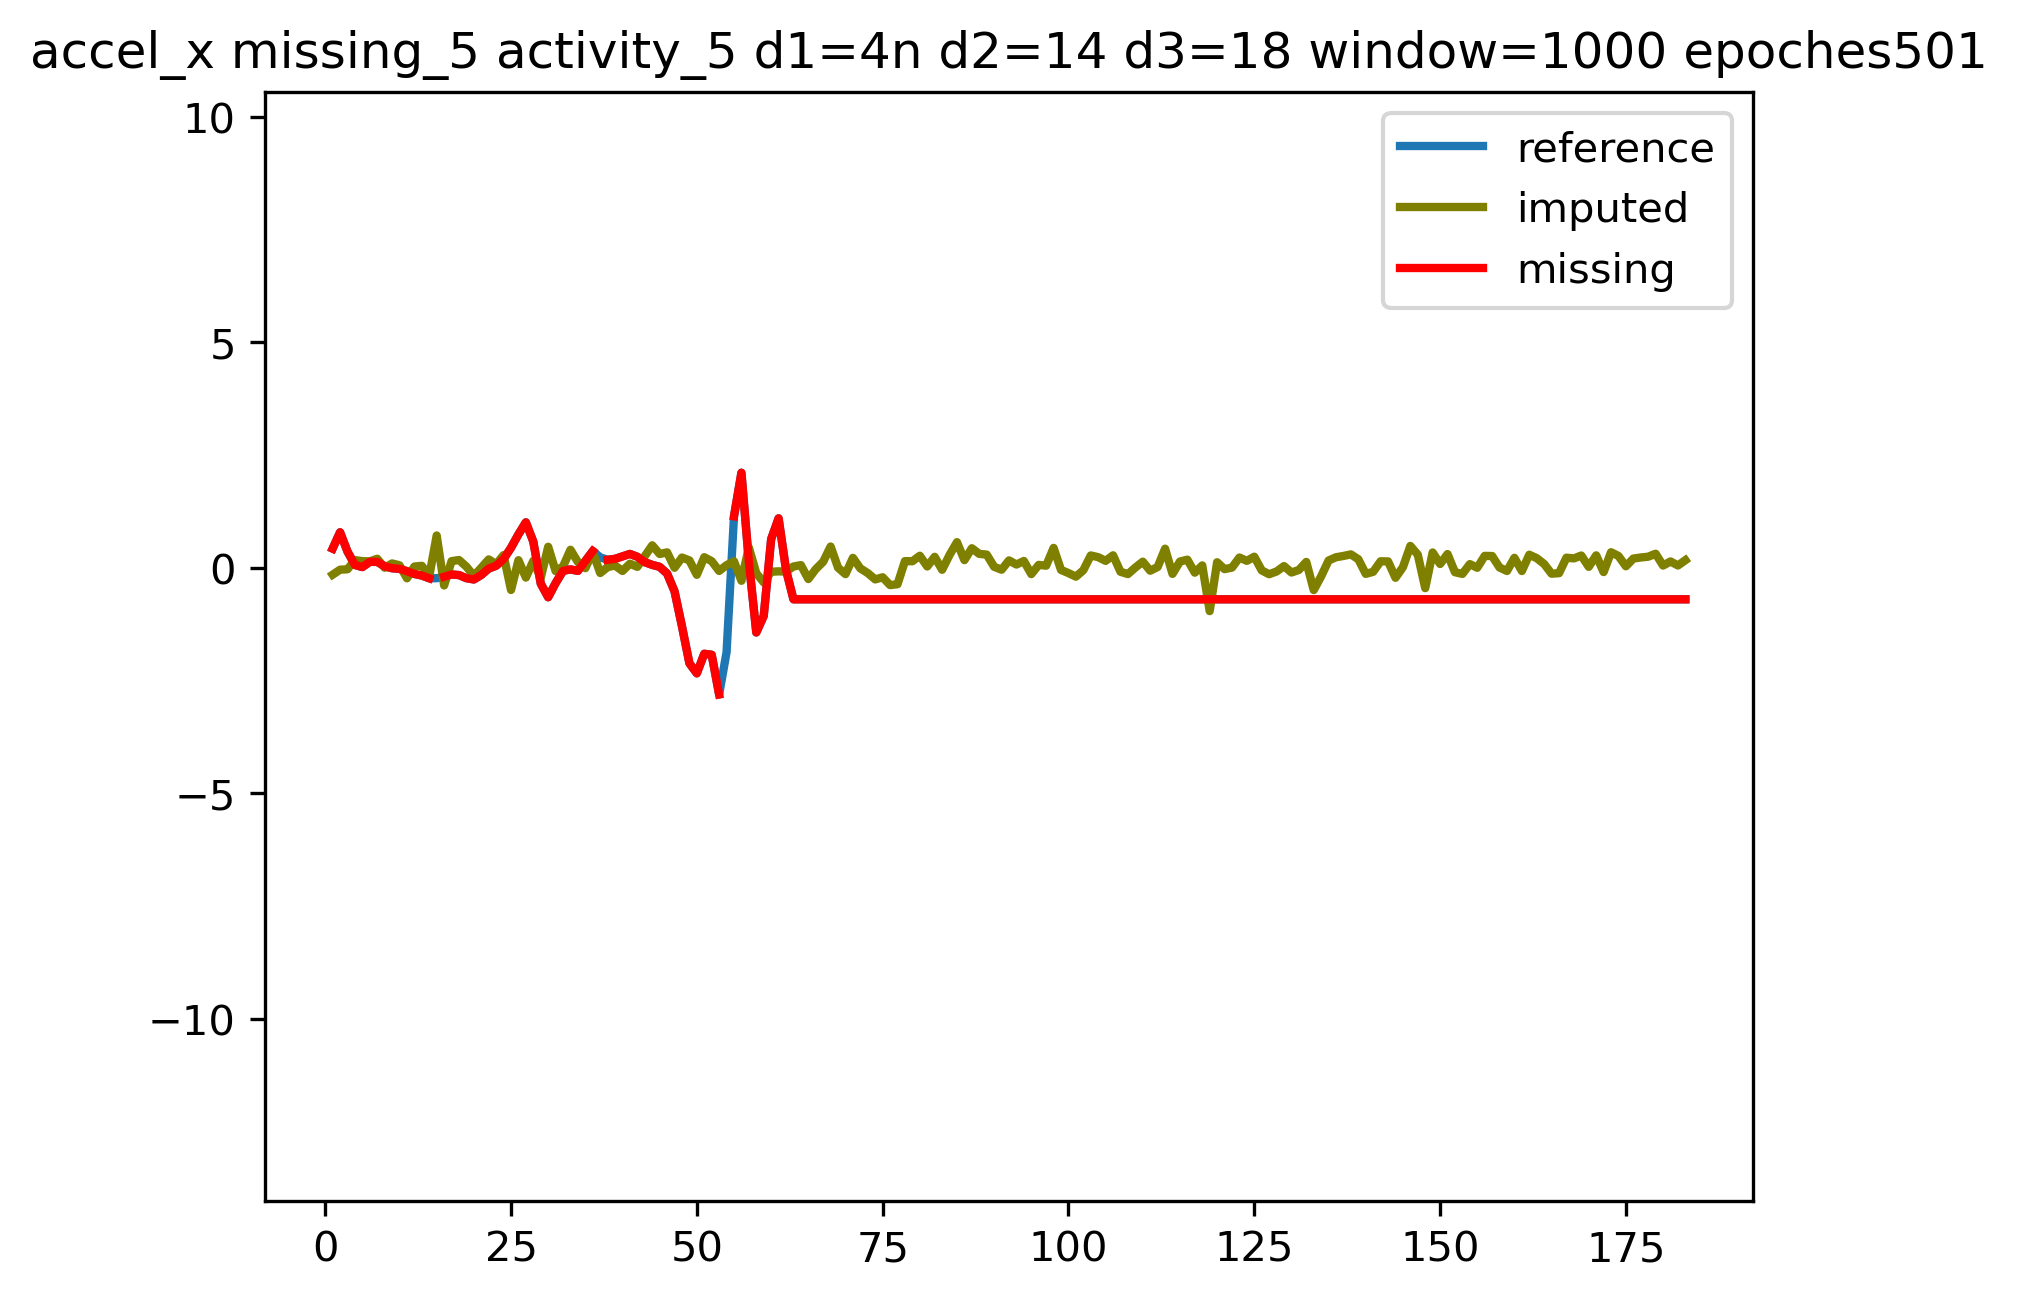 accel_x missing_5 activity_5 d1=4n d2=14 d3=18 window=1000 epoches501
reference
imputed
missing
10
5
0
−5
−10
0 25 50 75 100 125 150 175